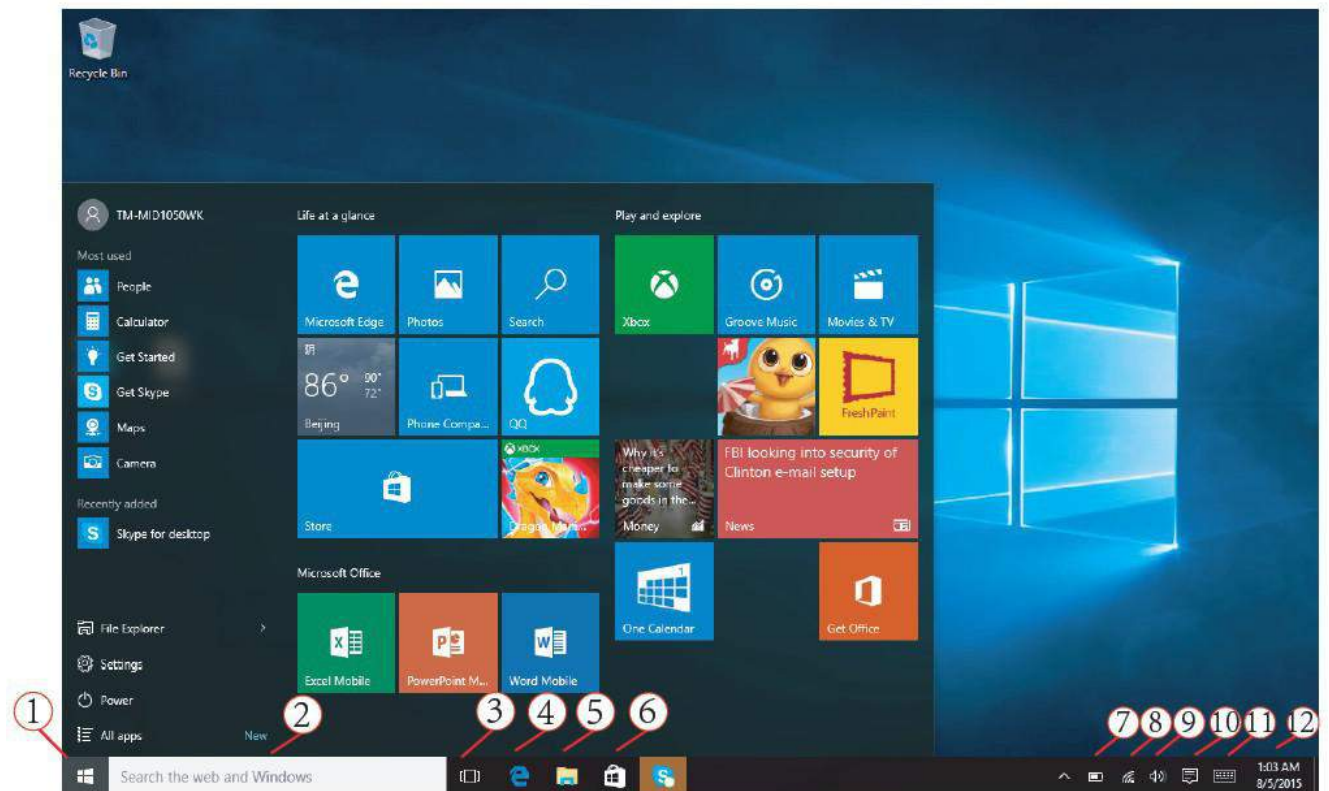 Recycle Bin
TM-MID1050WK
Most used
People
Calculator
Get Started
Get Skype
Maps
Camera
Recently added
Skype for desktop
File Explorer
Settings
Power
All apps New
Life at a glance
Microsoft Edge Photos Search
86° 90°
72°
Beijing Phone Compa... QQ
XBOX
Store
Microsoft Office
Excel Mobile PowerPoint M... Word Mobile
Play and explore
Xbox Groove Music Movies & TV
FreshPaint
Why it's
cheaper to
make some
goods in the...
Money
FBI looking into security of
Clinton e-mail setup
News
One Calendar Get Office
1 2 3 4 5 6 7 8 9 10 11 12
Search the web and Windows
1:03 AM
8/5/2015